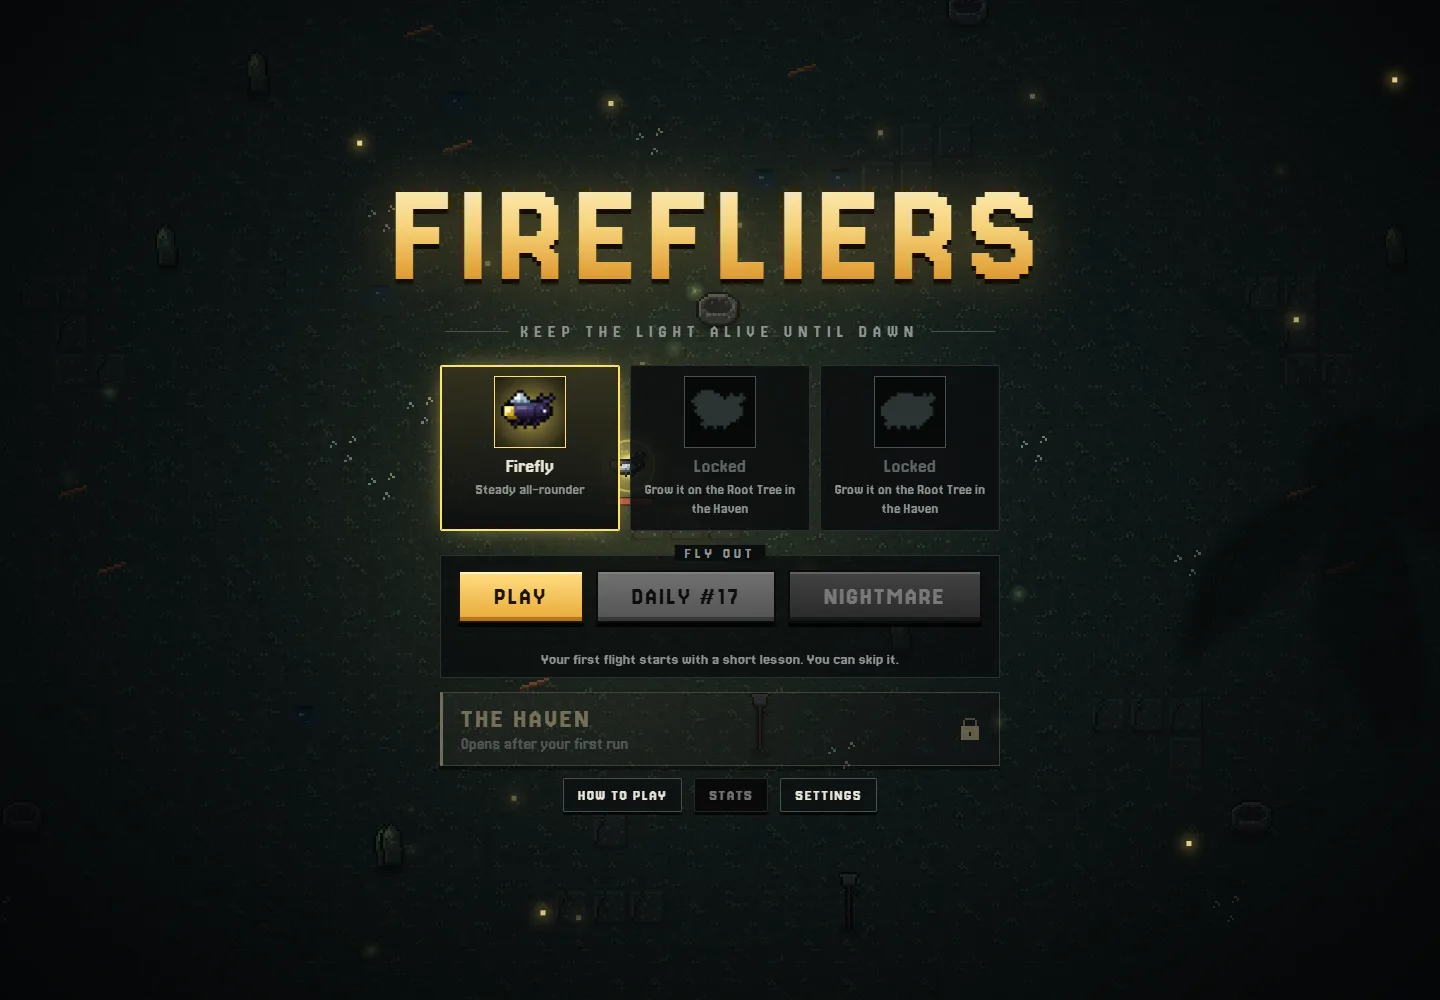 FIREFLIERS
KEEP THE LIGHT ALIVE UNTIL DAWN
Firefly
Steady all-rounder
Locked
Grow it on the Root Tree in
the Haven
Locked
Grow it on the Root Tree in
the Haven
FLY OUT
PLAY
DAILY #17
NIGHTMARE
Your first flight starts with a short lesson. You can skip it.
THE HAVEN
Opens after your first run
HOW TO PLAY
STATS
SETTINGS